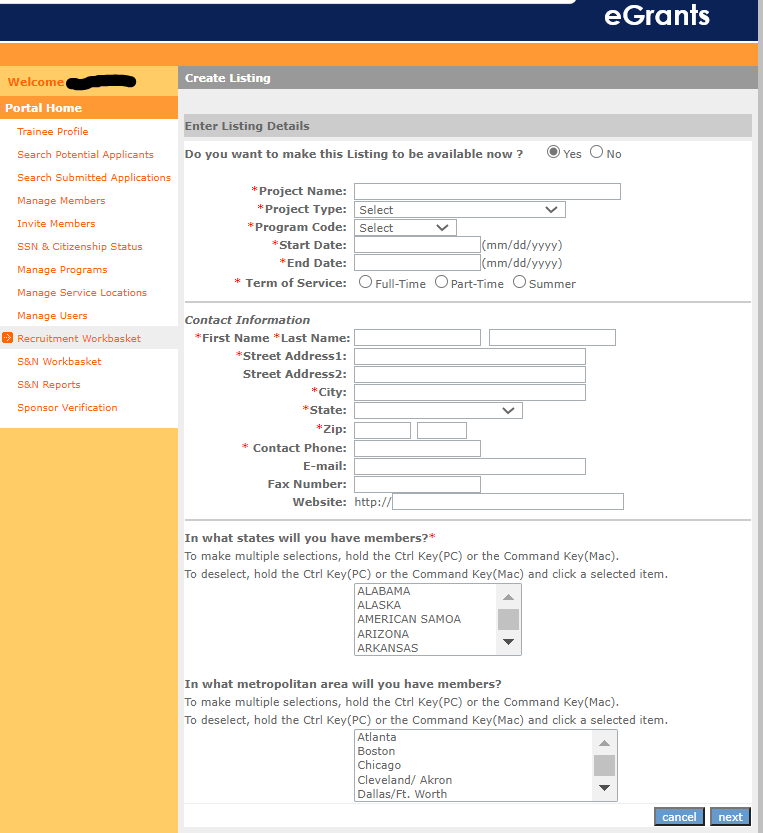 eGrants
Welcome
Create Listing
Portal Home
Trainee Profile
Search Potential Applicants
Search Submitted Applications
Manage Members
Invite Members
SSN & Citizenship Status
Manage Programs
Manage Service Locations
Manage Users
Recruitment Workbasket
S&N Workbasket
S&N Reports
Sponsor Verification
Enter Listing Details
Do you want to make this Listing to be available now ? Yes No
*Project Name:
*Project Type: Select
*Program Code: Select
*Start Date: (mm/dd/yyyy)
*End Date: (mm/dd/yyyy)
* Term of Service: Full-Time Part-Time Summer
Contact Information
*First Name *Last Name:
*Street Address1:
Street Address2:
*City:
*State:
*Zip:
* Contact Phone:
E-mail:
Fax Number:
Website: http://
In what states will you have members?*
To make multiple selections, hold the Ctrl Key(PC) or the Command Key(Mac).
To deselect, hold the Ctrl Key(PC) or the Command Key(Mac) and click a selected item.
ALABAMA
ALASKA
AMERICAN SAMOA
ARIZONA
ARKANSAS
In what metropolitan area will you have members?
To make multiple selections, hold the Ctrl Key(PC) or the Command Key(Mac).
To deselect, hold the Ctrl Key(PC) or the Command Key(Mac) and click a selected item.
Atlanta
Boston
Chicago
Cleveland/ Akron
Dallas/Ft. Worth
cancel next